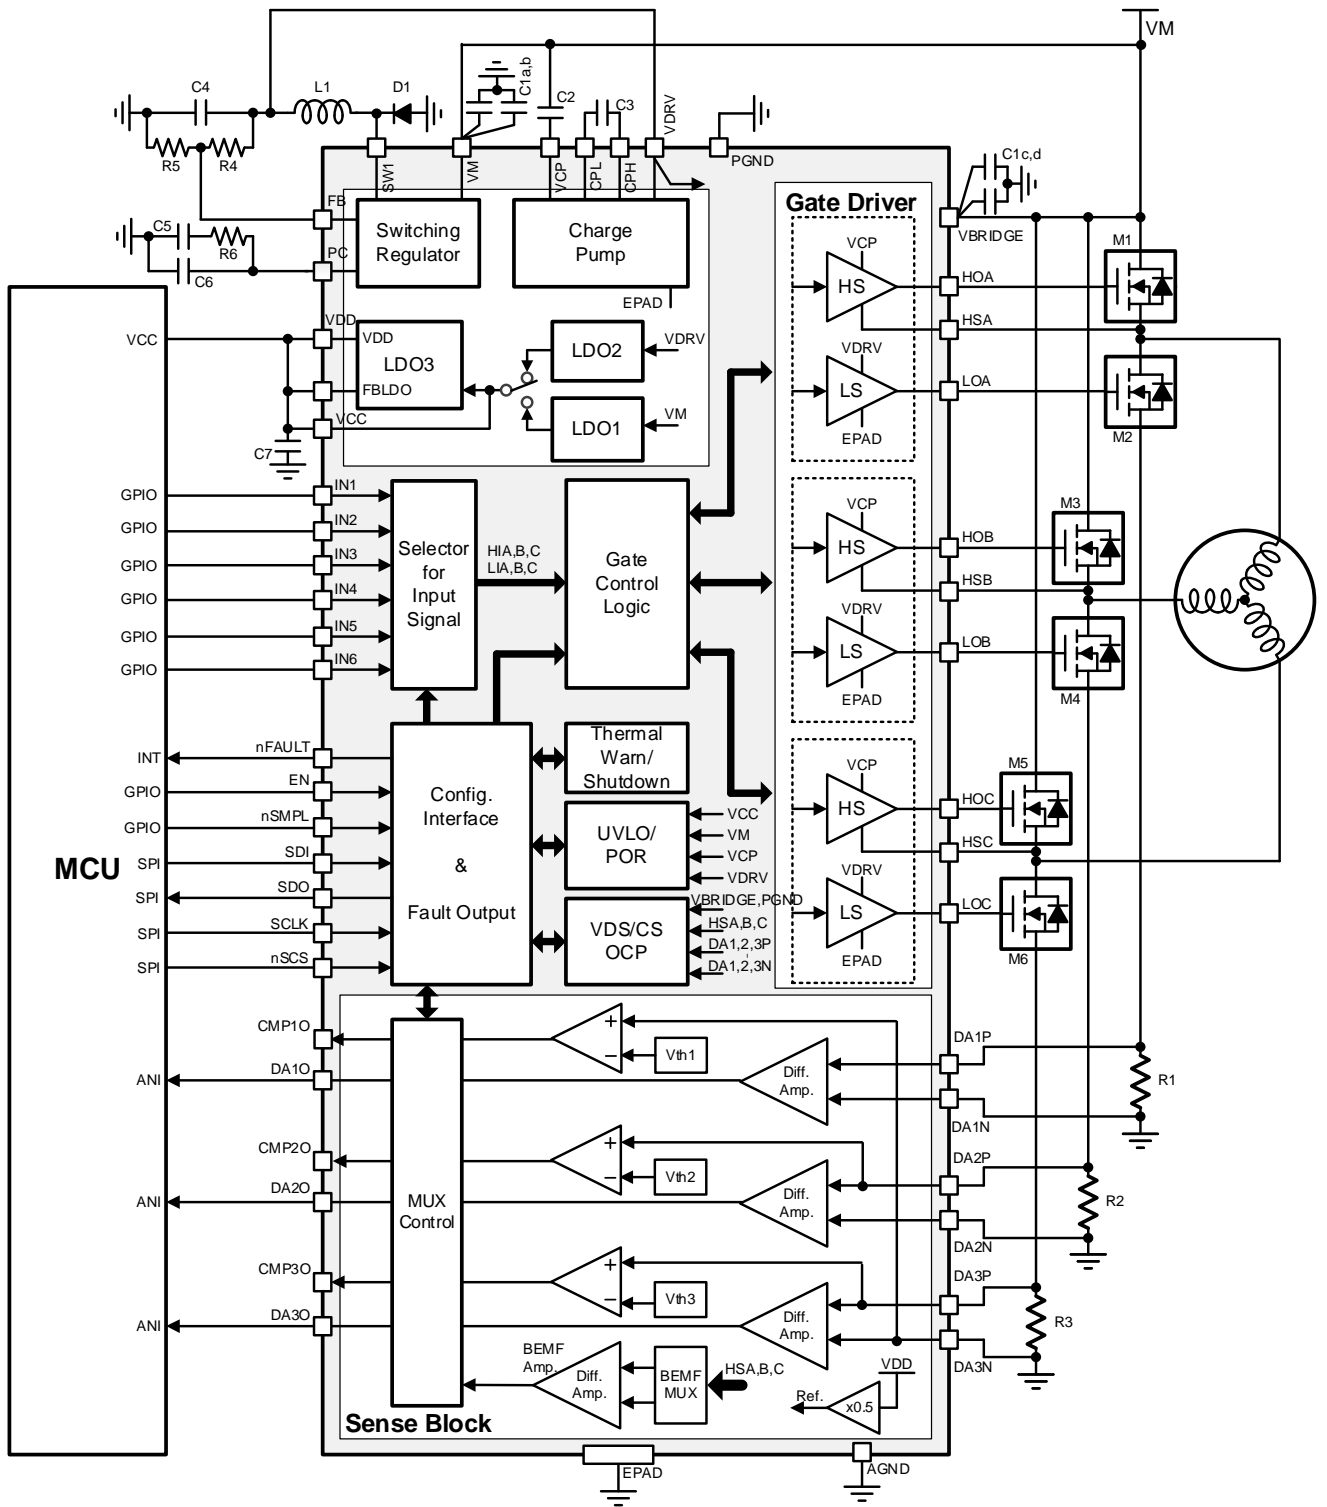 VM
C4
L1
D1
C1a,b
C2
C3
VDRV
R5
R4
SW1
VM
VCP
CPL
CPH
PGND
C1c,d
FB
Switching
Regulator
Charge
Pump
Gate Driver
VBRIDGE
C5
R6
C6
PC
EPAD
VCP
HS
HOA
M1
HSA
VCC
VDD
VDD
LDO3
FBLDO
LDO2
VDRV
VDRV
LS
LOA
VCC
LDO1
VM
EPAD
M2
C7
GPIO
IN1
GPIO
IN2
GPIO
IN3
GPIO
IN4
GPIO
IN5
GPIO
IN6
Selector
for
Input
Signal
HIA,B,C
LIA,B,C
Gate
Control
Logic
VCP
HS
HOB
M3
HSB
VDRV
LS
LOB
EPAD
M4
INT
nFAULT
GPIO
EN
GPIO
nSMPL
MCU
SPI
SDI
SPI
SDO
SPI
SCLK
SPI
nSCS
Config.
Interface
&
Fault Output
Thermal
Warn/
Shutdown
UVLO/
POR
VCC
VM
VCP
VDRV
VDS/CS
OCP
VBRIDGE,PGND
HSA,B,C
DA1,2,3P
DA1,2,3N
VCP
HS
HOC
M5
HSC
VDRV
LS
LOC
EPAD
M6
CMP1O
+
−
Vth1
DA1P
ANI
DA1O
Diff.
Amp.
R1
DA1N
CMP2O
+
−
Vth2
DA2P
ANI
DA2O
MUX
Control
Diff.
Amp.
R2
DA2N
CMP3O
+
−
Vth3
DA3P
ANI
DA3O
Diff.
Amp.
R3
DA3N
BEMF
Amp.
Diff.
Amp.
BEMF
MUX
HSA,B,C
VDD
Ref.
x0.5
Sense Block
EPAD
AGND